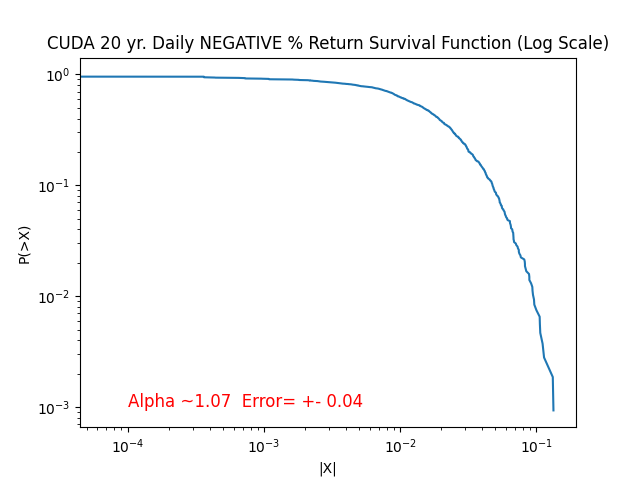 CUDA 20 yr. Daily NEGATIVE % Return Survival Function (Log Scale)
P(>X)
10⁰
10⁻¹
10⁻²
10⁻³
Alpha ~1.07  Error= +- 0.04
10⁻⁴ 10⁻³ 10⁻² 10⁻¹
|X|